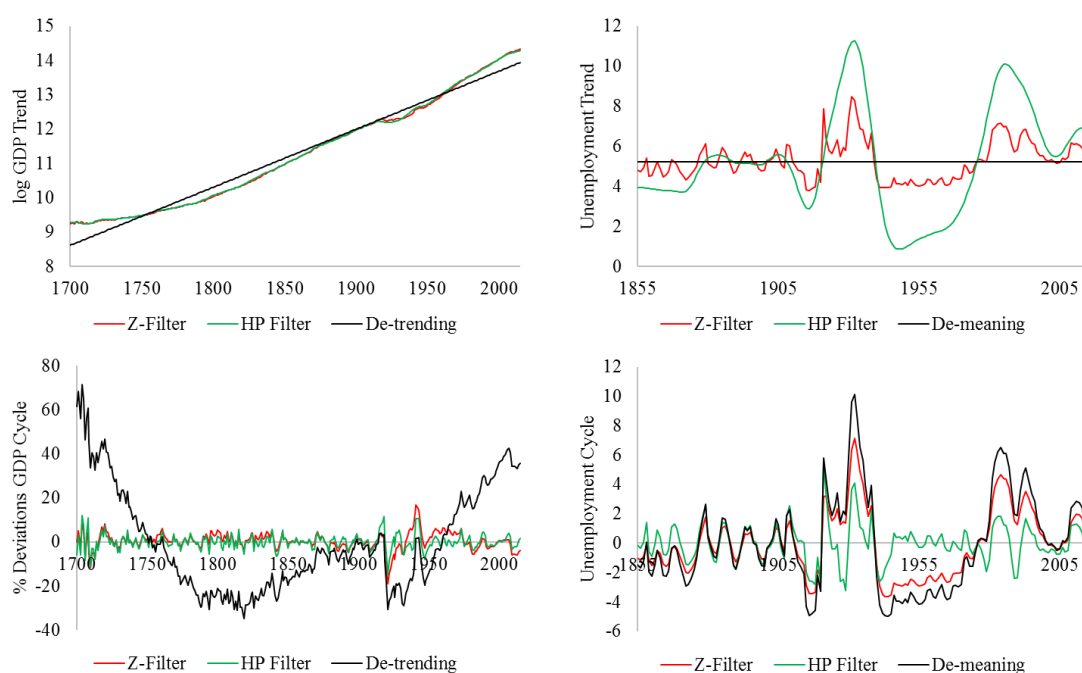 log GDP Trend
15
14
13
12
11
10
9
8
1700 1750 1800 1850 1900 1950 2000
Z-Filter HP Filter De-trending
Unemployment Trend
12
10
8
6
4
2
0
1855 1905 1955 2005
Z-Filter HP Filter De-meaning
% Deviations GDP Cycle
80
60
40
20
0
-20
-40
1700 1750 1800 1850 1900 1950 2000
Z-Filter HP Filter De-trending
Unemployment Cycle
12
10
8
6
4
2
0
-2
-4
-6
1855 1905 1955 2005
Z-Filter HP Filter De-meaning